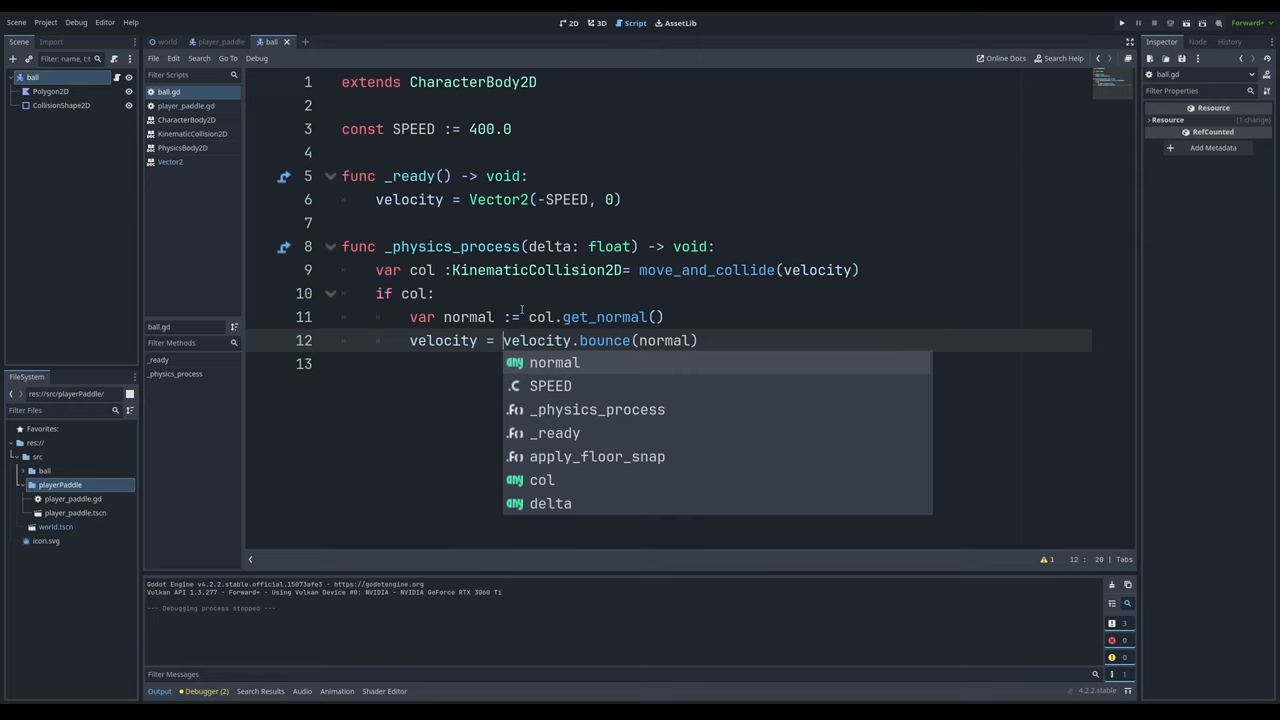 Scene Project Debug Editor Help
2D 3D Script AssetLib
Forward+
Scene Import
world player_paddle ball
Inspector Node History
Filter: name, t:t
File Edit Search Go To Debug
Online Docs Search Help
ball
Filter Scripts
ball.gd
Polygon2D
ball.gd
Filter Properties
CollisionShape2D
player_paddle.gd
Resource
CharacterBody2D
Resource (1 change)
KinematicCollision2D
RefCounted
PhysicsBody2D
Add Metadata
Vector2
1 extends CharacterBody2D
2
3 const SPEED := 400.0
4
5 func _ready() -> void:
6 velocity = Vector2(-SPEED, 0)
7
8 func _physics_process(delta: float) -> void:
9 var col :KinematicCollision2D= move_and_collide(velocity)
10 if col:
11 var normal := col.get_normal()
12 velocity = velocity.bounce(normal)
13
normal
SPEED
_physics_process
_ready
apply_floor_snap
col
delta
ball.gd
Filter Methods
_ready
_physics_process
FileSystem
res://src/playerPaddle/
Filter Files
Favorites:
res://
src
ball
playerPaddle
player_paddle.gd
player_paddle.tscn
world.tscn
icon.svg
1 12 : 20 | Tabs
Godot Engine v4.2.2.stable.official.15073afe3 - https://godotengine.org
Vulkan API 1.3.277 - Forward+ - Using Vulkan Device #0: NVIDIA - NVIDIA GeForce RTX 3060 Ti
--- Debugging process stopped ---
3
0
0
1
Filter Messages
Output Debugger (2) Search Results Audio Animation Shader Editor
4.2.2.stable